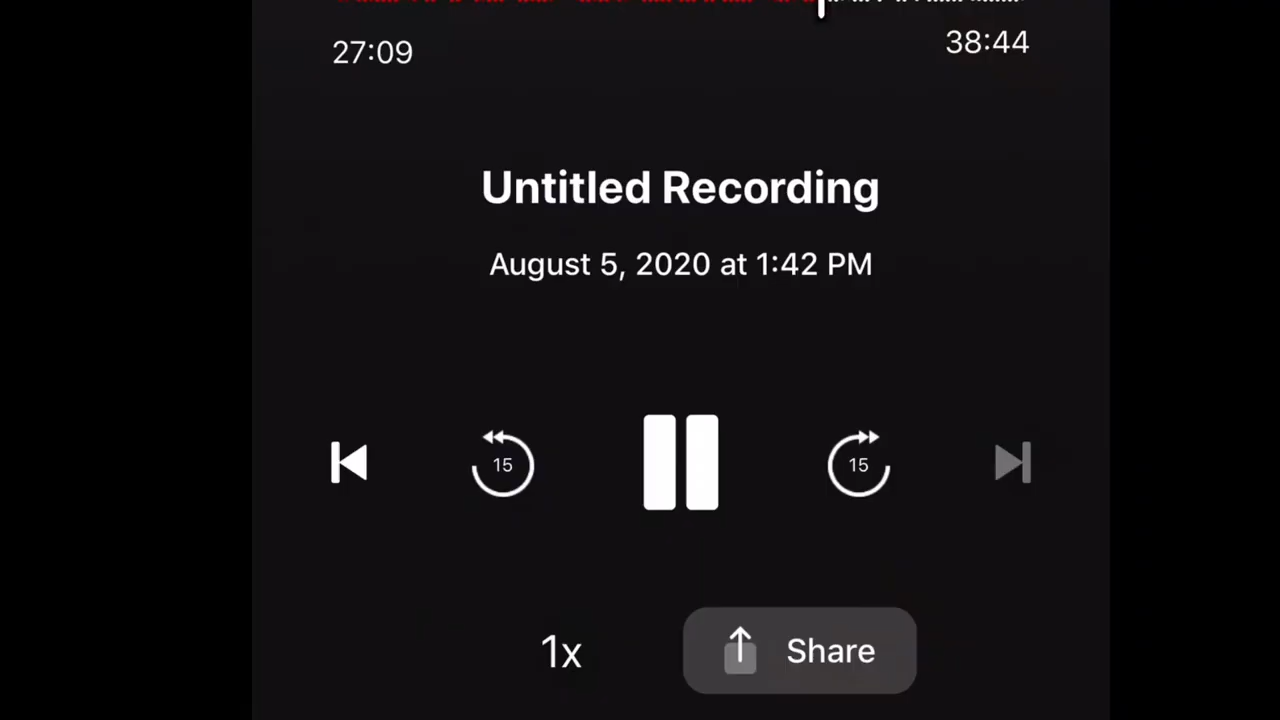 27:09
38:44
Untitled Recording
August 5, 2020 at 1:42 PM
15
15
1x
Share